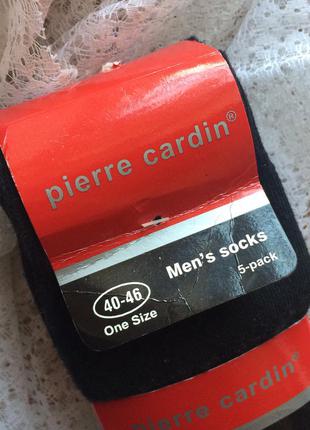 pierre cardin®
Men's socks
5-pack
40-46
One Size
pierre cardin®